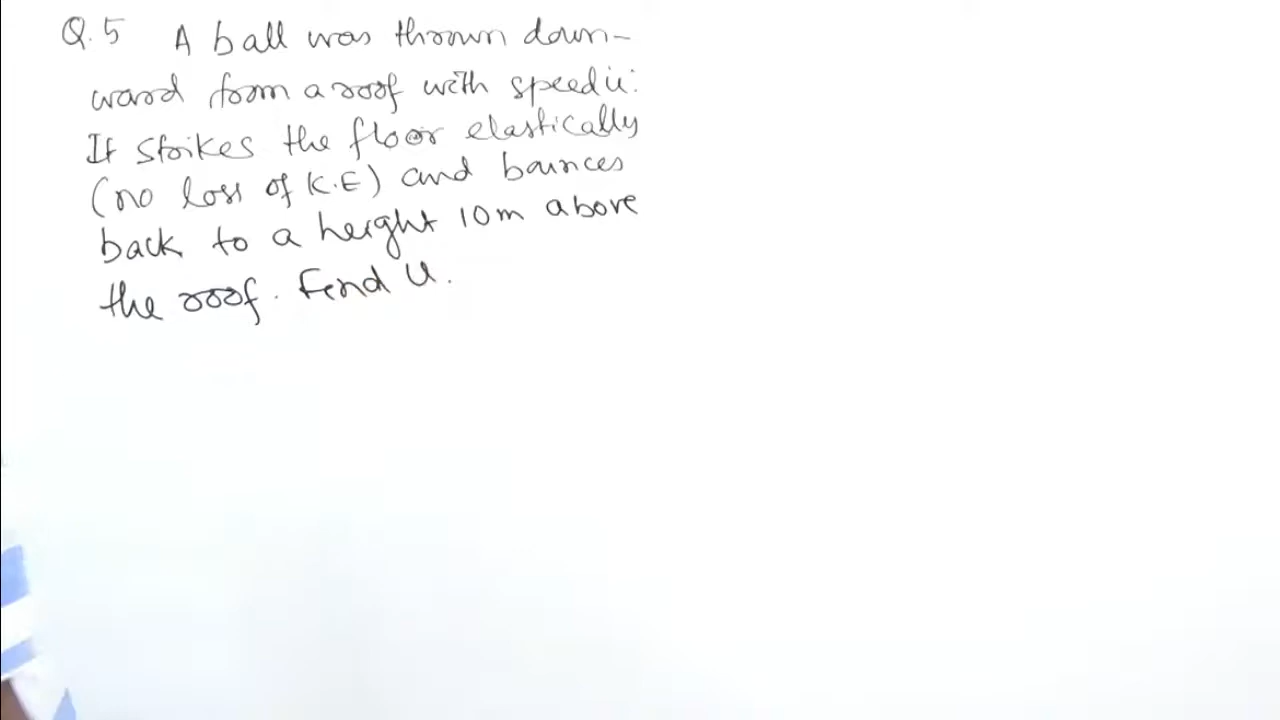 Q.5 A ball was thrown down-
ward from a roof with speed u.
It strikes the floor elastically
(no loss of K.E) and bounces
back to a height 10m above
the roof. Find u.